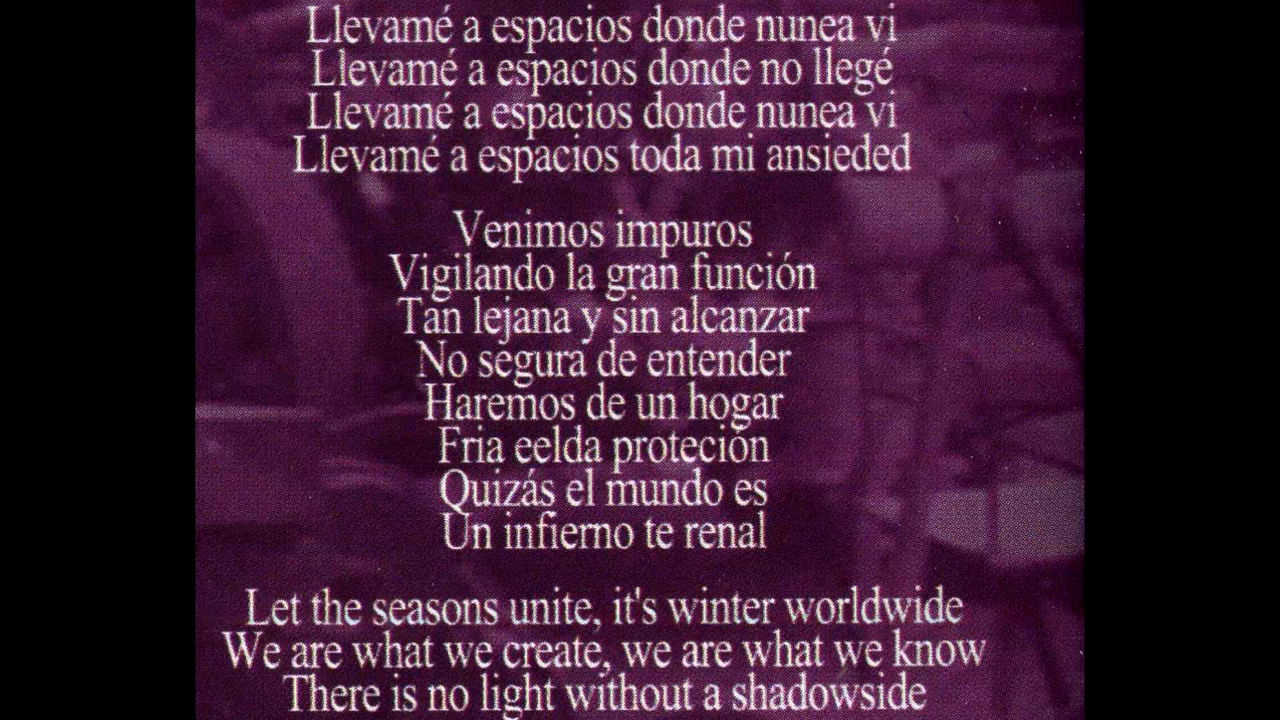 Llevamé a espacios donde nunea vi
Llevamé a espacios donde no llegé
Llevamé a espacios donde nunea vi
Llevamé a espacios toda mi ansieded
Venimos impuros
Vigilando la gran función
Tan lejana y sin alcanzar
No segura de entender
Haremos de un hogar
Fria eelda proteción
Quizás el mundo es
Un infierno te renal
Let the seasons unite, it's winter worldwide
We are what we create, we are what we know
There is no light without a shadowside